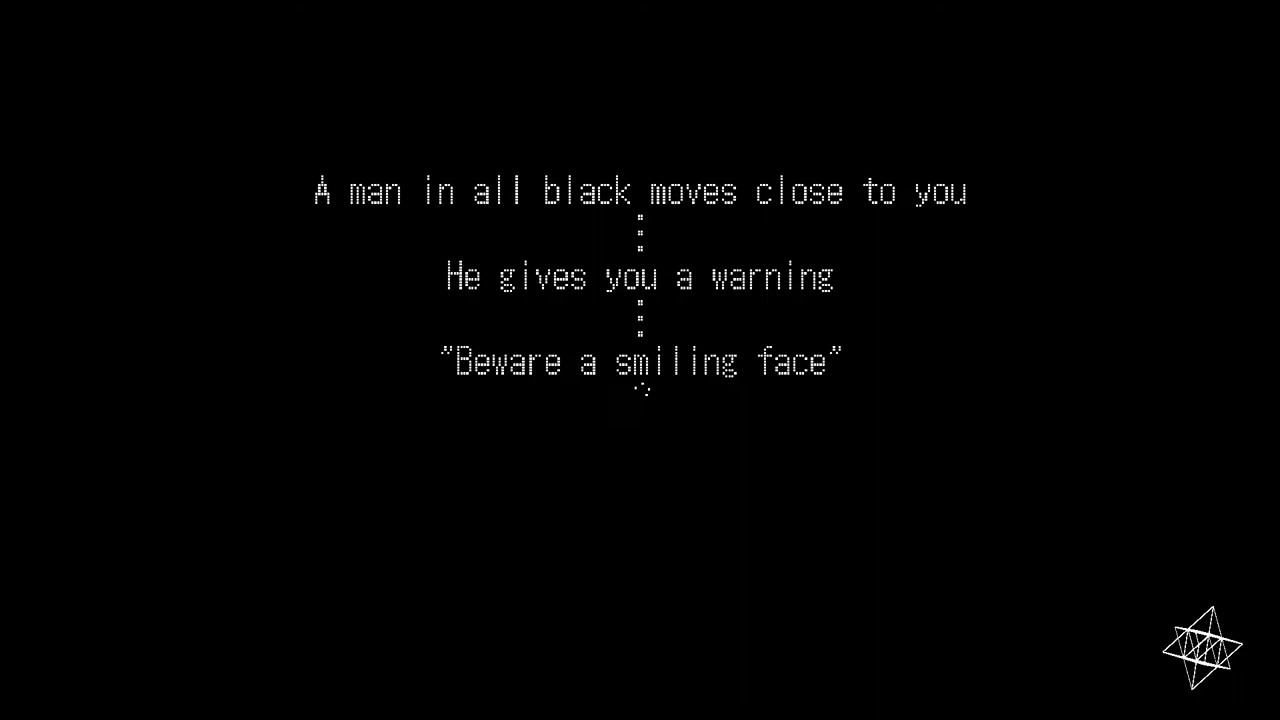 A man in all black moves close to you
He gives you a warning
"Beware a smiling face"